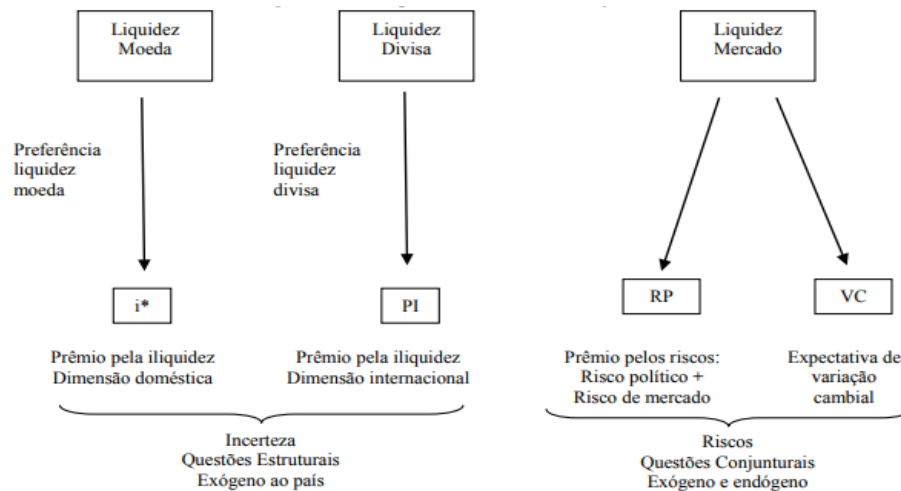 Liquidez
Moeda
Liquidez
Divisa
Liquidez
Mercado
Preferência
liquidez
moeda
Preferência
liquidez
divisa
i*
PI
RP
VC
Prêmio pela iliquidez
Dimensão doméstica
Prêmio pela iliquidez
Dimensão internacional
Prêmio pelos riscos:
Risco político +
Risco de mercado
Expectativa de
variação
cambial
Incerteza
Questões Estruturais
Exógeno ao país
Riscos
Questões Conjunturais
Exógeno e endógeno